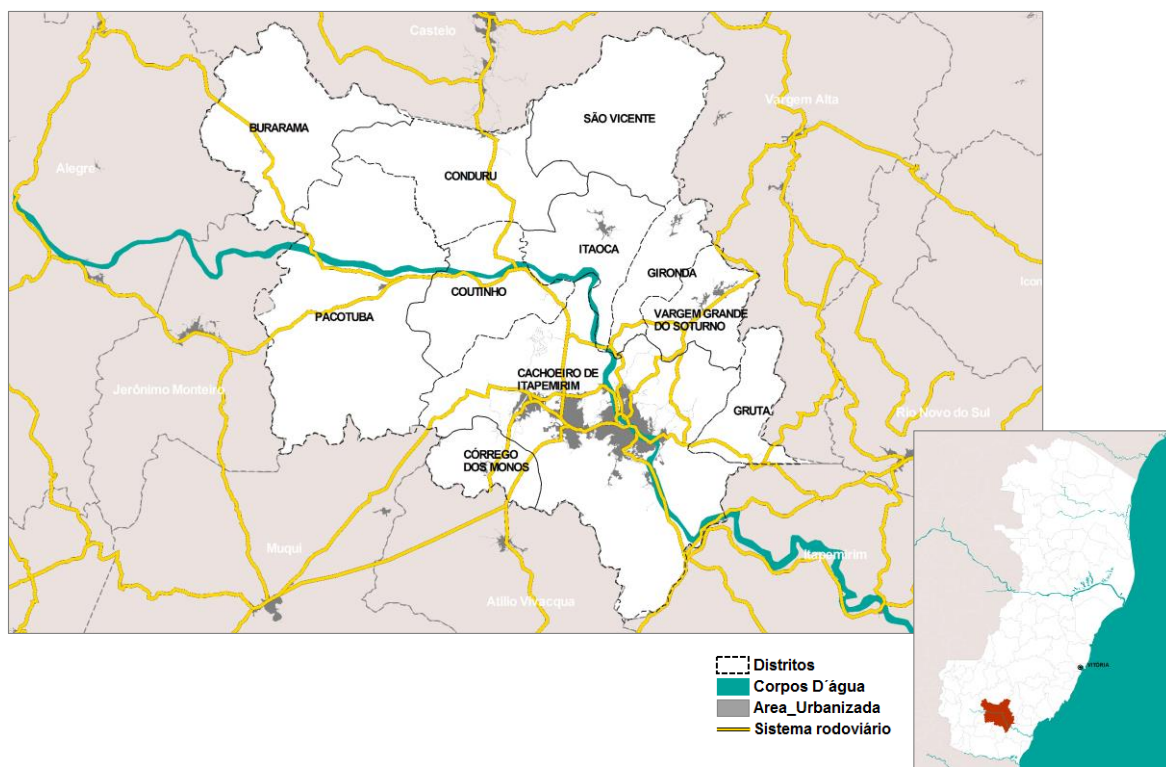 Castelo
SÃO VICENTE
Vargem Alta
BURARAMA
Alegre
CONDURU
ITAOCA
GIRONDA
Icon
COUTINHO
PACOTUBA
VARGEM GRANDE
DO SOTURNO
CACHOEIRO DE
ITAPEMIRIM
Jerônimo Monteiro
GRUTA
Rio Novo do Sul
CÓRREGO
DOS MONOS
Muqui
Itapemirim
Atilio Vivacqua
Distritos
Corpos D´água
Area_Urbanizada
Sistema rodoviário
VITÓRIA